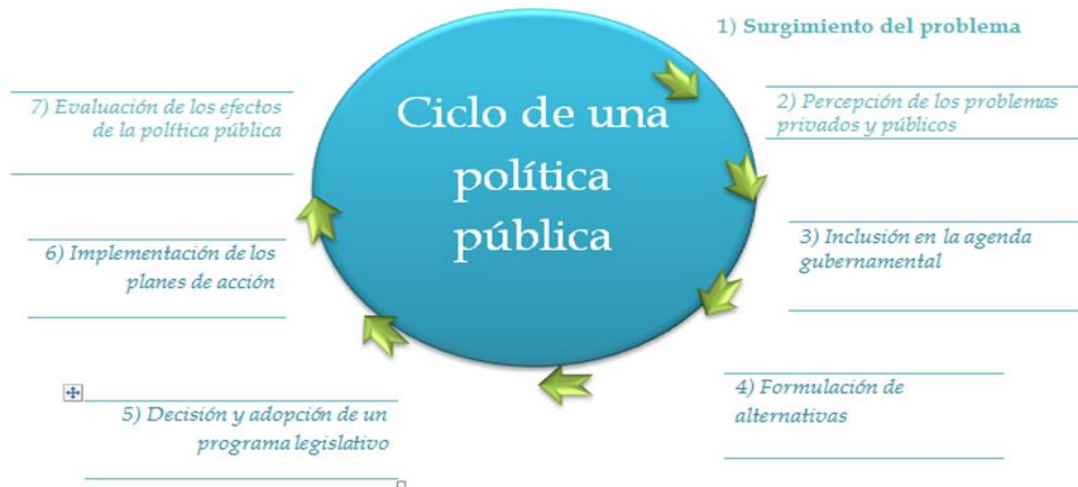 Ciclo de una
política
pública
1) Surgimiento del problema
2) Percepción de los problemas
privados y públicos
3) Inclusión en la agenda
gubernamental
4) Formulación de
alternativas
5) Decisión y adopción de un
programa legislativo
6) Implementación de los
planes de acción
7) Evaluación de los efectos
de la política pública